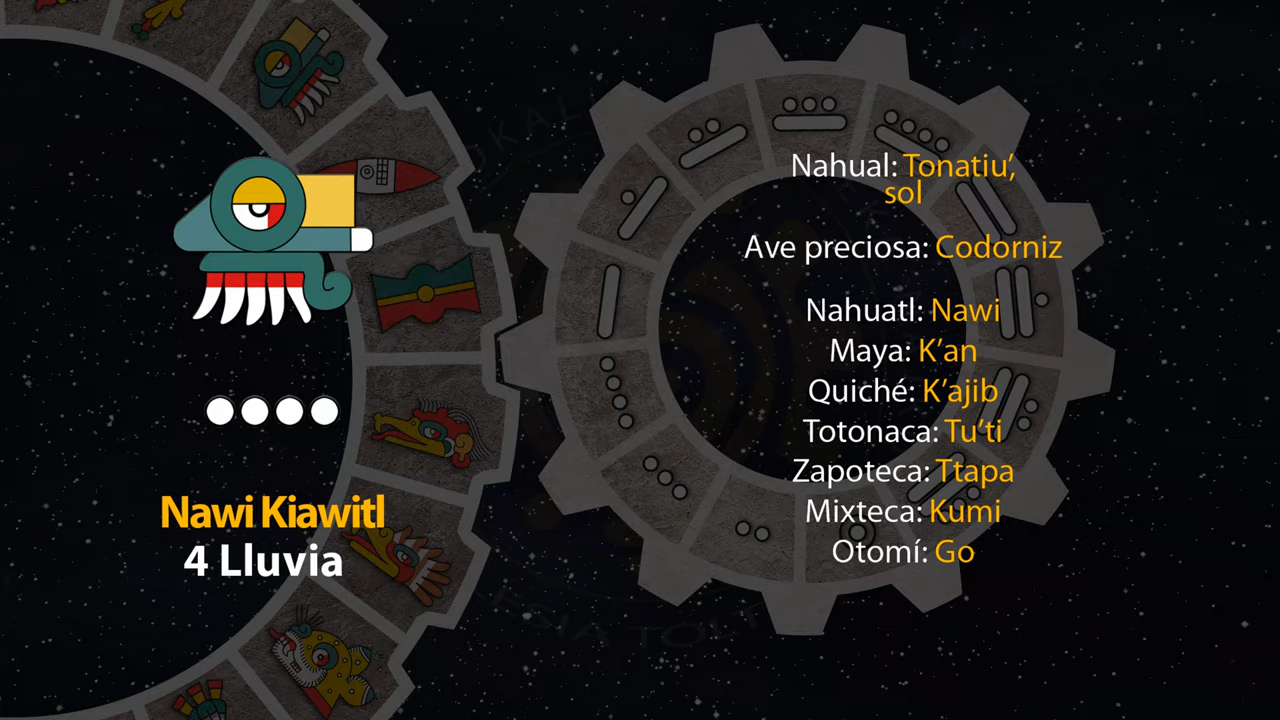 Nawi Kiawitl
4 Lluvia
Nahual: Tonatiu’,
sol
Ave preciosa: Codorniz
Nahuatl: Nawi
Maya: K’an
Quiché: K’ajib
Totonaca: Tu’ti
Zapoteca: Ttapa
Mixteca: Kumi
Otomí: Go